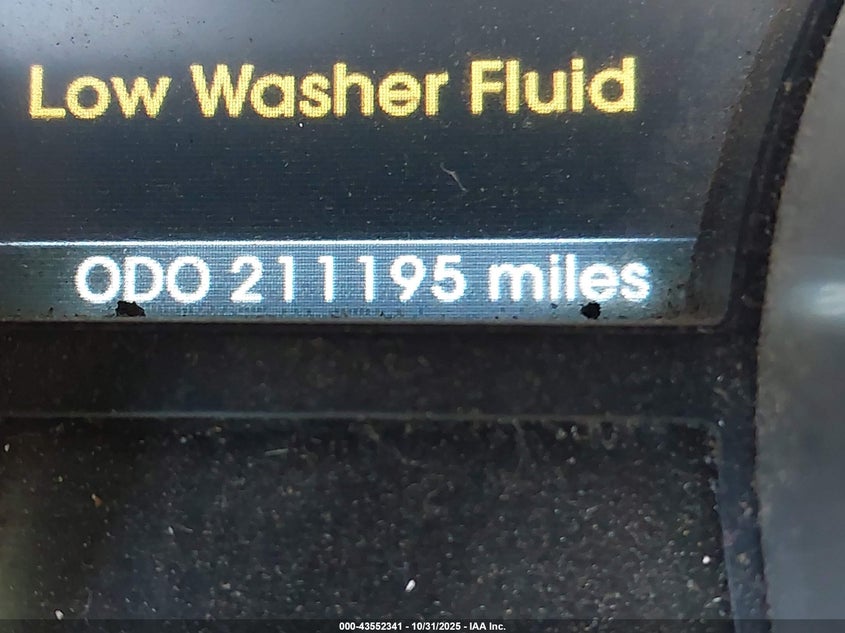 Low Washer Fluid
ODO 211195 miles
000-43552341 - 10/31/2025 - IAA Inc.